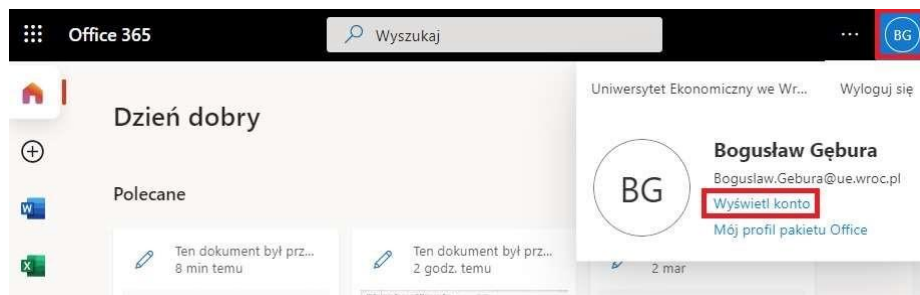 Office 365
Wyszukaj
...
BG
Uniwersytet Ekonomiczny we Wr...
Wyloguj się
Dzień dobry
BG
Bogusław Gębura
Boguslaw.Gebura@ue.wroc.pl
Wyświetl konto
Mój profil pakietu Office
Polecane
W
X
Ten dokument był prz...
8 min temu
Ten dokument był prz...
2 godz. temu
2 mar